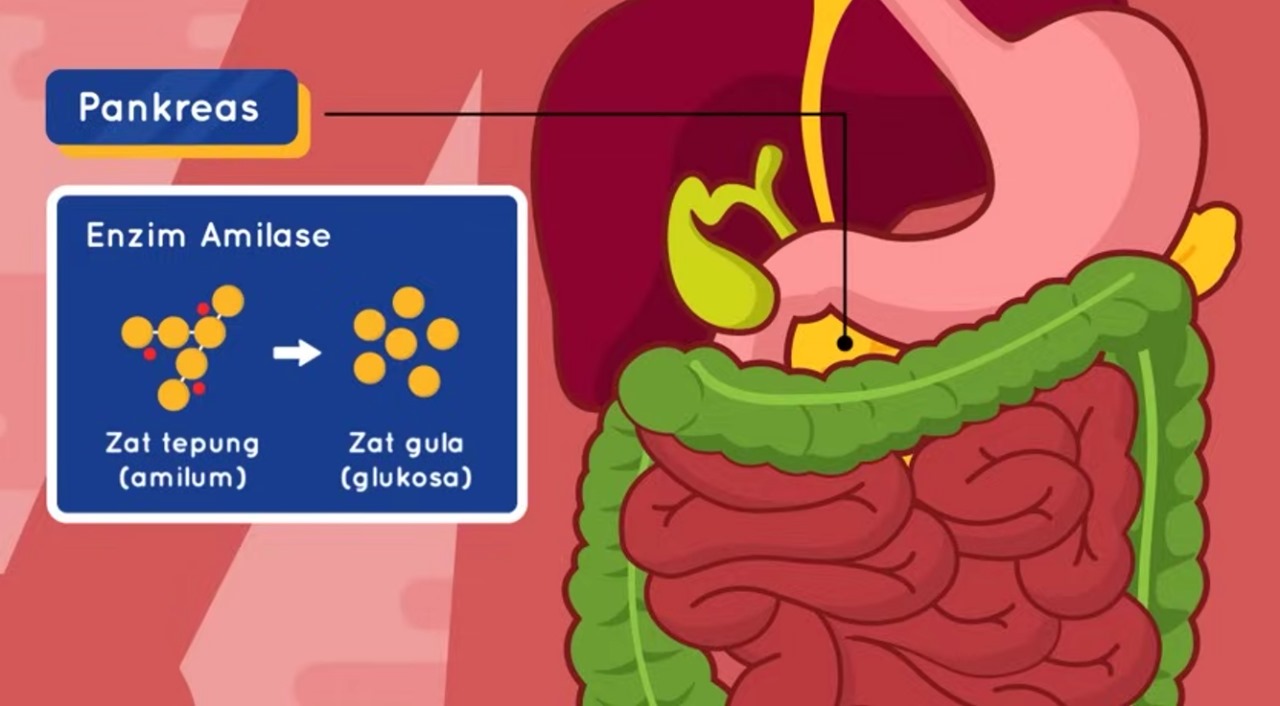 Pankreas
Enzim Amilase
Zat tepung
(amilum)
Zat gula
(glukosa)